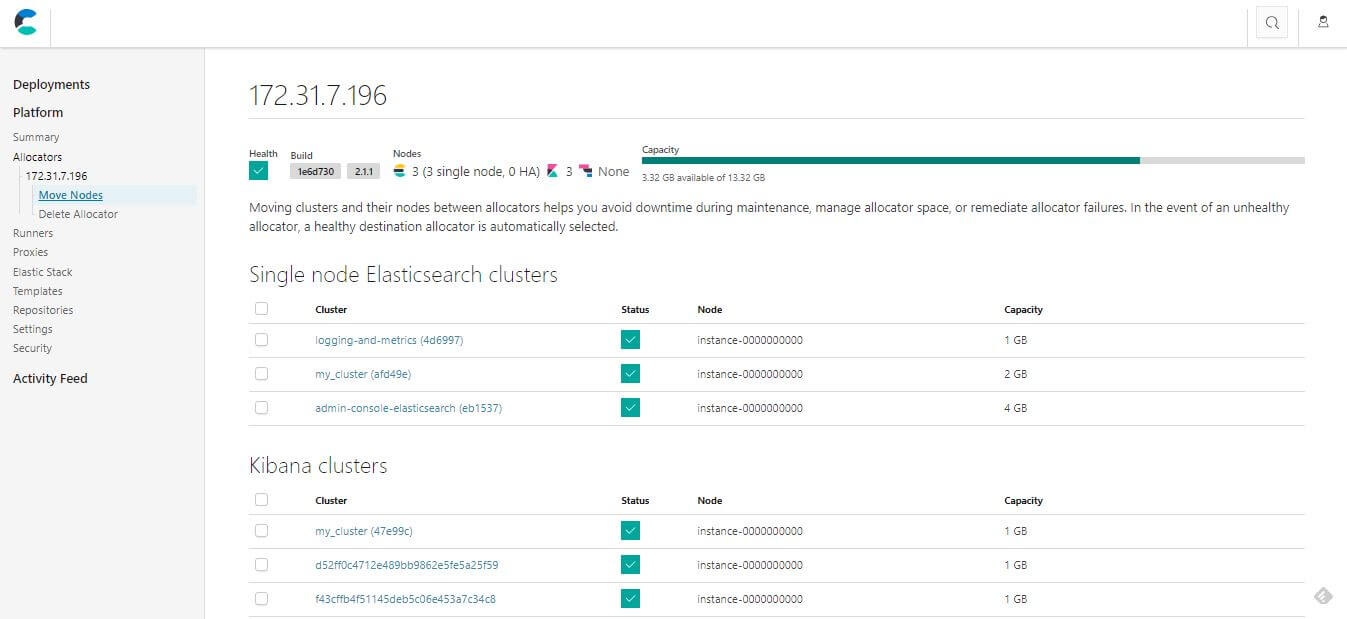 Deployments
Platform
Summary
Allocators
172.31.7.196
Move Nodes
Delete Allocator
Runners
Proxies
Elastic Stack
Templates
Repositories
Settings
Security
Activity Feed
172.31.7.196
Health Build Nodes Capacity
1e6d730 2.1.1 3 (3 single node, 0 HA) 3 None
3.32 GB available of 13.32 GB
Moving clusters and their nodes between allocators helps you avoid downtime during maintenance, manage allocator space, or remediate allocator failures. In the event of an unhealthy
allocator, a healthy destination allocator is automatically selected.
Single node Elasticsearch clusters
Cluster Status Node Capacity
logging-and-metrics (4d6997) instance-0000000000 1 GB
my_cluster (afd49e) instance-0000000000 2 GB
admin-console-elasticsearch (eb1537) instance-0000000000 4 GB
Kibana clusters
Cluster Status Node Capacity
my_cluster (47e99c) instance-0000000000 1 GB
d52ff0c4712e489bb9862e5fe5a25f59 instance-0000000000 1 GB
f43cffb4f51145deb5c06e453a7c34c8 instance-0000000000 1 GB